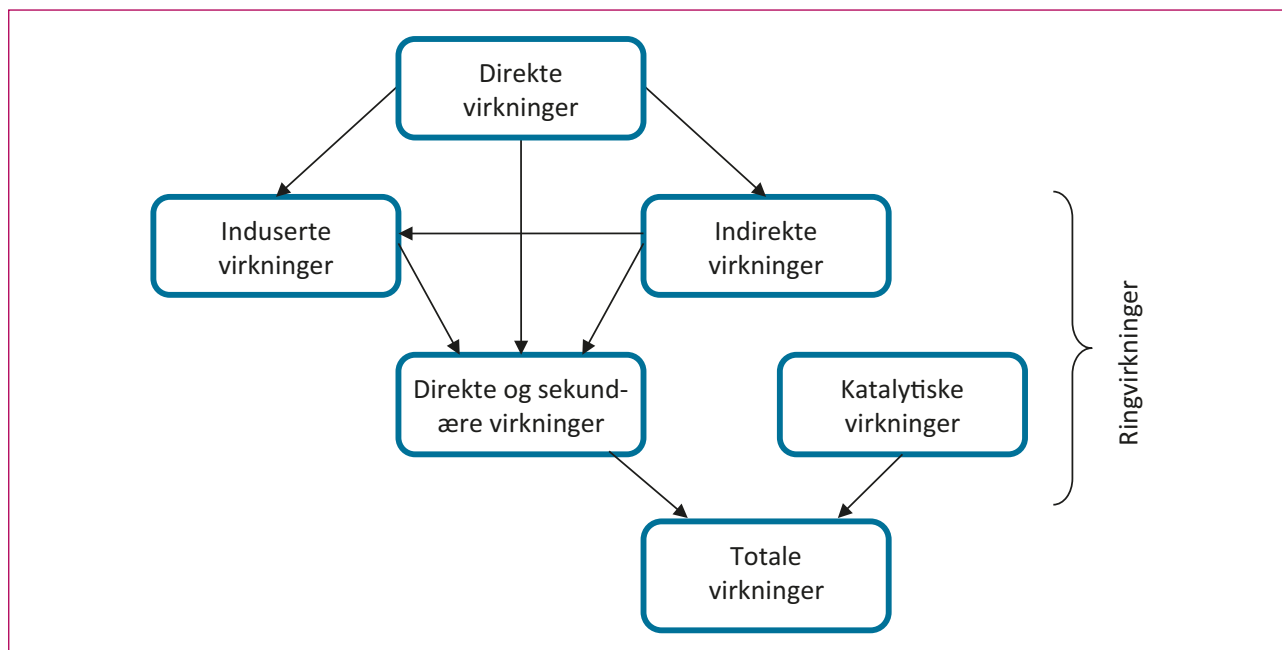 Direkte
virkninger
Induserte
virkninger
Indirekte
virkninger
Direkte og sekund-
ære virkninger
Katalytiske
virkninger
Ringvirkninger
Totale
virkninger